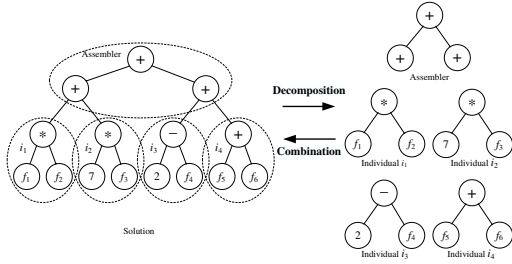 Assembler
+
+ +
* * − +
i1 i2 i3 i4
f1 f2 7 f3 2 f4 f5 f6
Solution
Decomposition
Combination
+
+ +
Assembler
* *
f1 f2 7 f3
Individual i1 Individual i2
− +
2 f4 f5 f6
Individual i3 Individual i4